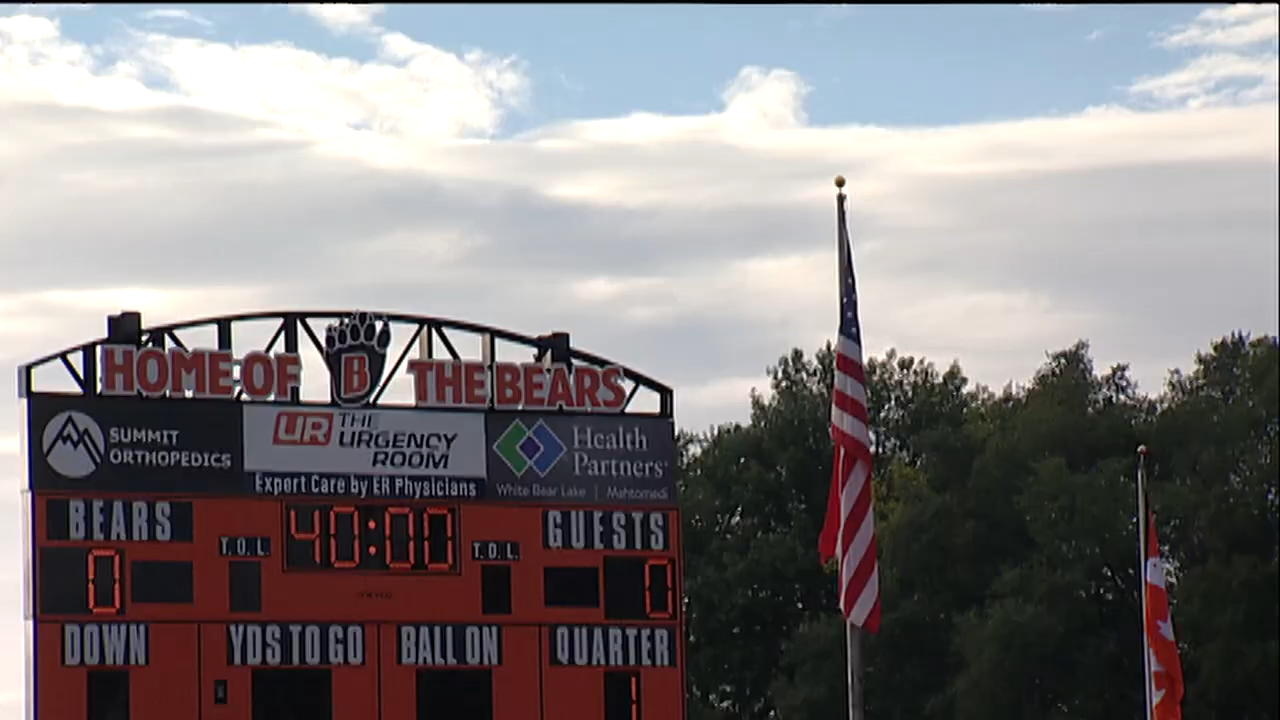 HOME OF B THE BEARS
SUMMIT
ORTHOPEDICS
UR THE
URGENCY
ROOM
Expert Care by ER Physicians
Health
Partners
White Bear Lake | Mahtomedi
BEARS
T.O.L.
40:00
T.O.L.
GUESTS
0
0
DOWN
YDS TO GO
BALL ON
QUARTER
1